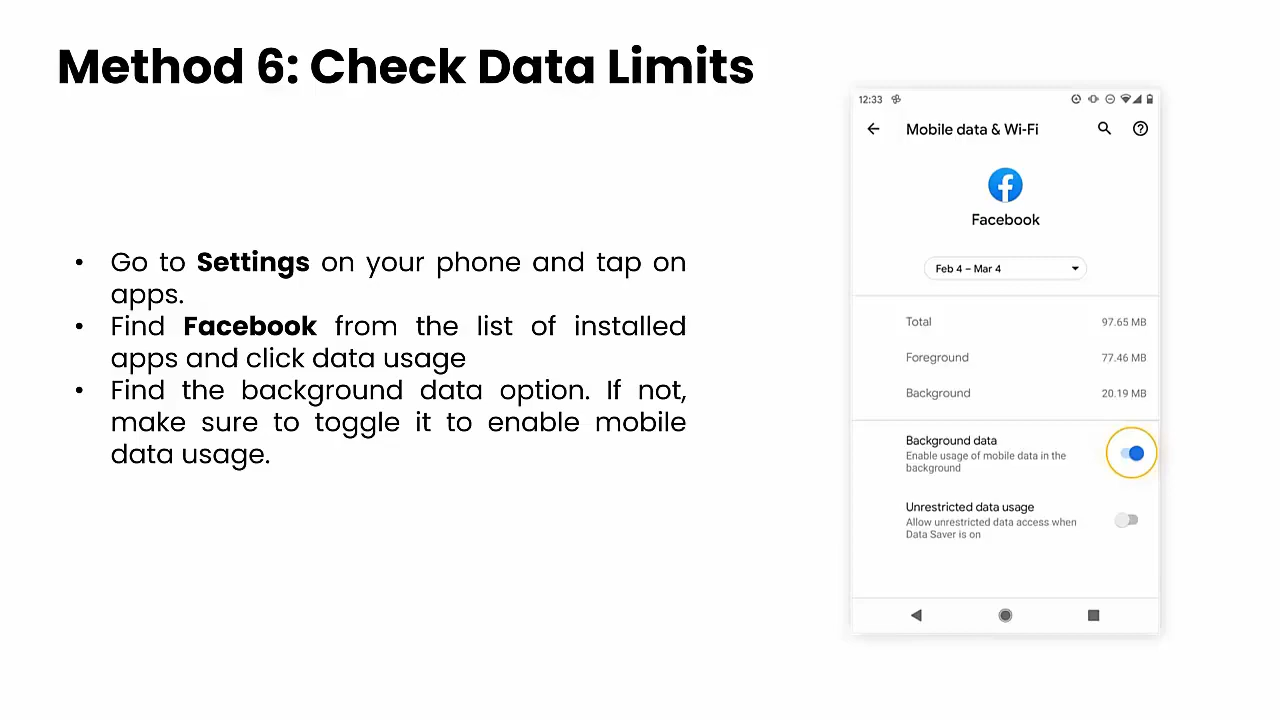 Method 6: Check Data Limits
• Go to Settings on your phone and tap on
apps.
• Find Facebook from the list of installed
apps and click data usage
• Find the background data option. If not,
make sure to toggle it to enable mobile
data usage.
12:33
Mobile data & Wi-Fi
Facebook
Feb 4 – Mar 4
Total 97.65 MB
Foreground 77.46 MB
Background 20.19 MB
Background data
Enable usage of mobile data in the
background
Unrestricted data usage
Allow unrestricted data access when
Data Saver is on